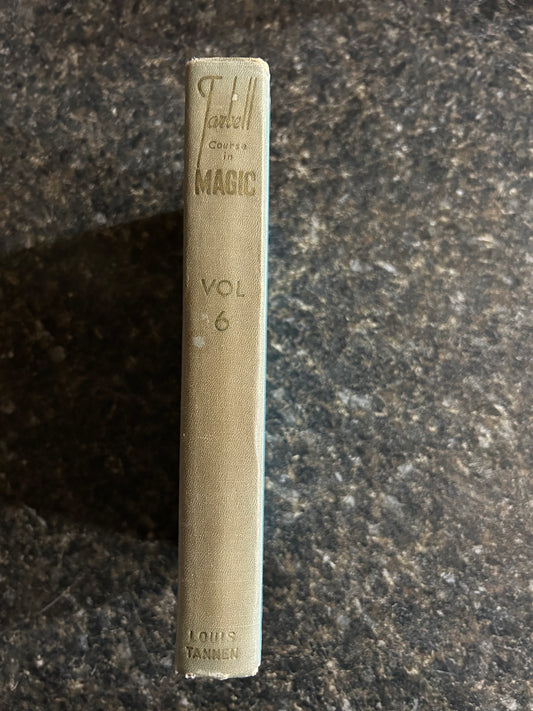 Tarbell
Course
in
MAGIC
VOL
6
LOUIS
TANNEN